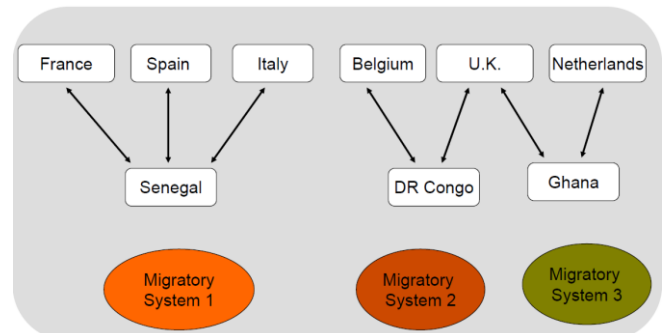 France
Spain
Italy
Belgium
U.K.
Netherlands
Senegal
DR Congo
Ghana
Migratory
System 1
Migratory
System 2
Migratory
System 3